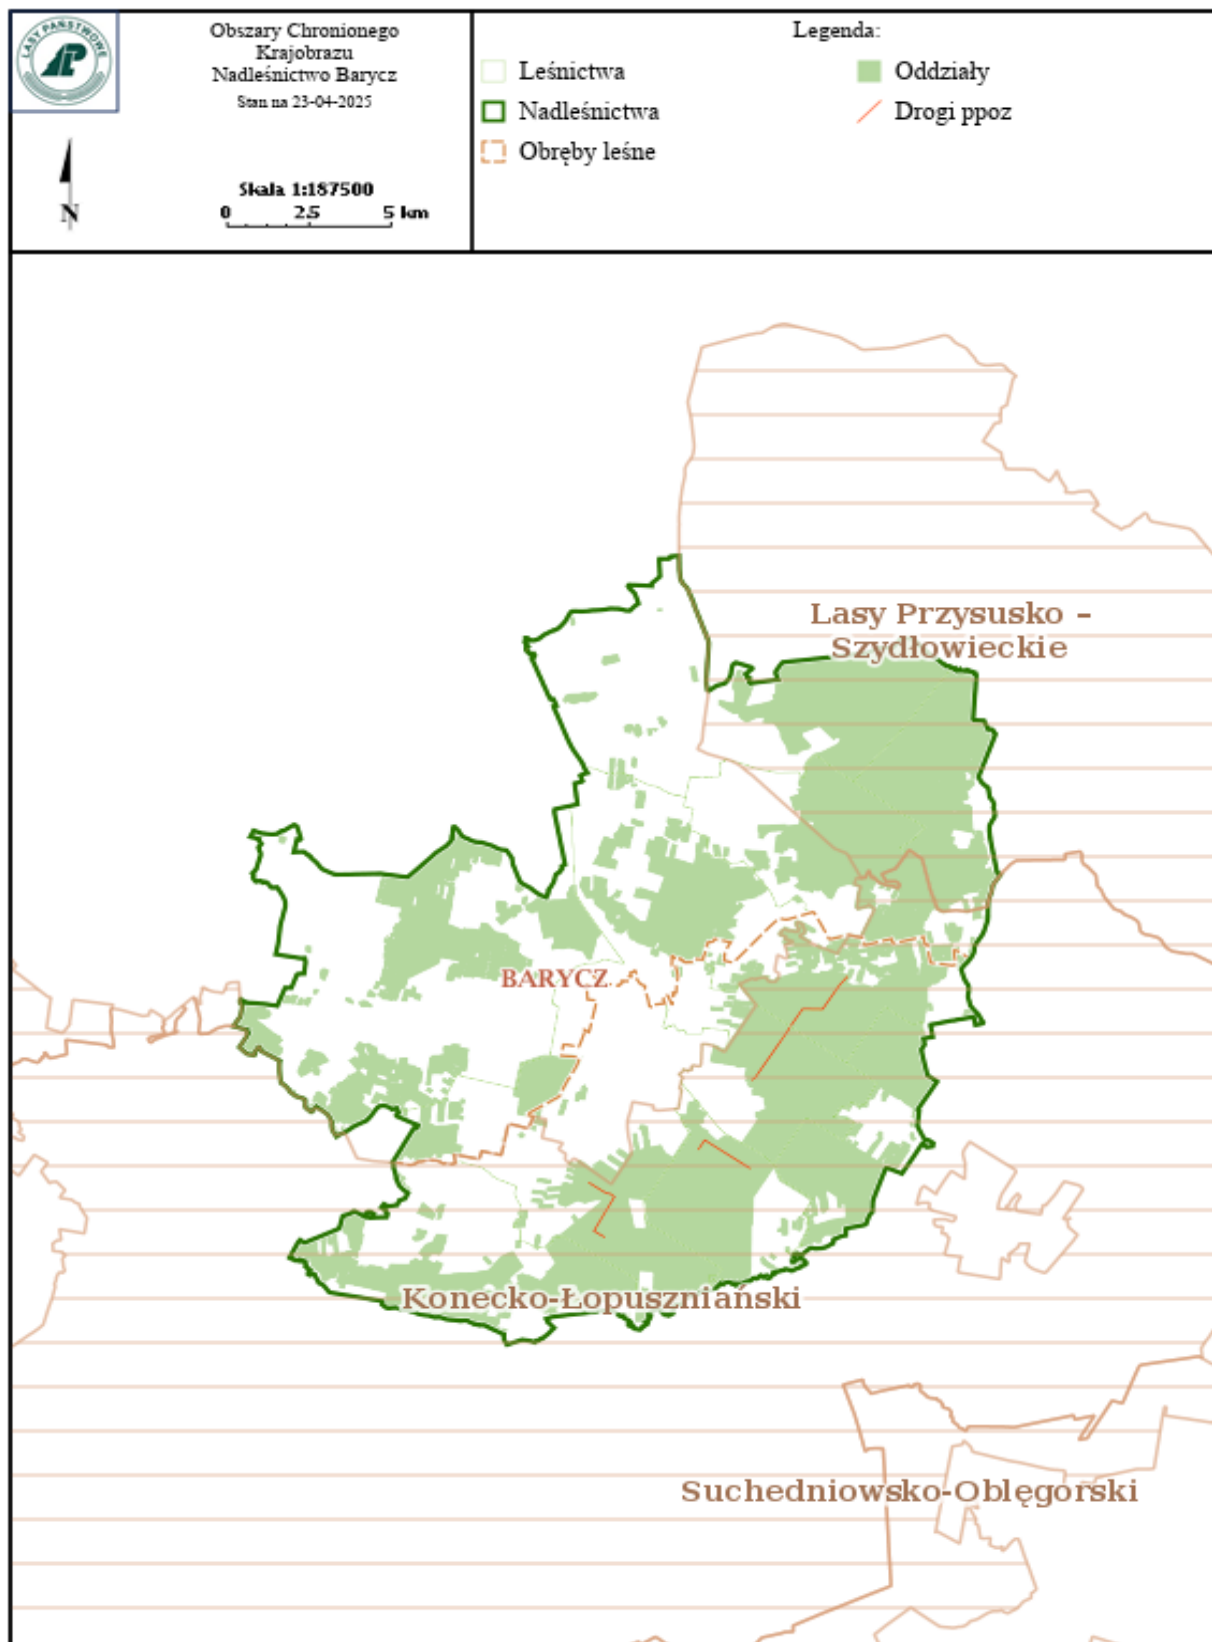 LASY PAŃSTWOWE
Obszary Chronionego
Krajobrazu
Nadleśnictwo Barycz
Stan na 23-04-2025
Skala 1:187500
0 2.5 5 km
N
Legenda:
Leśnictwa
Nadleśnictwa
Obręby leśne
Oddziały
Drogi ppoz
Lasy Przysusko –
Szydłowieckie
BARYCZ
Konecko-Łopuszniański
Suchedniowsko-Oblęgorski